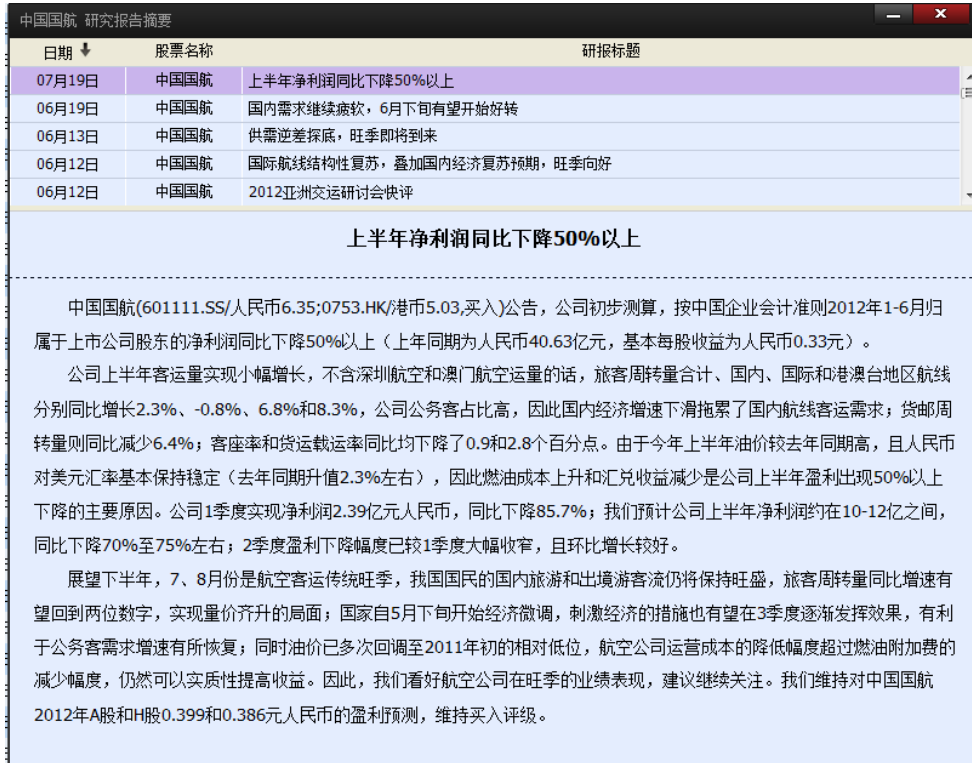 中国国航 研究报告摘要
日期 股票名称 研报标题
07月19日 中国国航 上半年净利润同比下降50%以上
06月19日 中国国航 国内需求继续疲软，6月下旬有望开始好转
06月13日 中国国航 供需逆差探底，旺季即将到来
06月12日 中国国航 国际航线结构性复苏，叠加国内经济复苏预期，旺季向好
06月12日 中国国航 2012亚洲交运研讨会快评
上半年净利润同比下降50%以上
中国国航(601111.SS/人民币6.35;0753.HK/港币5.03,买入)公告，公司初步测算，按中国企业会计准则2012年1-6月归
属于上市公司股东的净利润同比下降50%以上（上年同期为人民币40.63亿元，基本每股收益为人民币0.33元）。
公司上半年客运量实现小幅增长，不含深圳航空和澳门航空运量的话，旅客周转量合计、国内、国际和港澳台地区航线
分别同比增长2.3%、-0.8%、6.8%和8.3%，公司公务客占比高，因此国内经济增速下滑拖累了国内航线客运需求；货邮周
转量则同比减少6.4%；客座率和货运载运率同比均下降了0.9和2.8个百分点。由于今年上半年油价较去年同期高，且人民币
对美元汇率基本保持稳定（去年同期升值2.3%左右），因此燃油成本上升和汇兑收益减少是公司上半年盈利出现50%以上
下降的主要原因。公司1季度实现净利润2.39亿元人民币，同比下降85.7%；我们预计公司上半年净利润约在10-12亿之间，
同比下降70%至75%左右；2季度盈利下降幅度已较1季度大幅收窄，且环比增长较好。
展望下半年，7、8月份是航空客运传统旺季，我国国民的国内旅游和出境游客流仍将保持旺盛，旅客周转量同比增速有
望回到两位数字，实现量价齐升的局面；国家自5月下旬开始经济微调，刺激经济的措施也有望在3季度逐渐发挥效果，有利
于公务客需求增速有所恢复；同时油价已多次回调至2011年初的相对低位，航空公司运营成本的降低幅度超过燃油附加费的
减少幅度，仍然可以实质性提高收益。因此，我们看好航空公司在旺季的业绩表现，建议继续关注。我们维持对中国国航
2012年A股和H股0.399和0.386元人民币的盈利预测，维持买入评级。